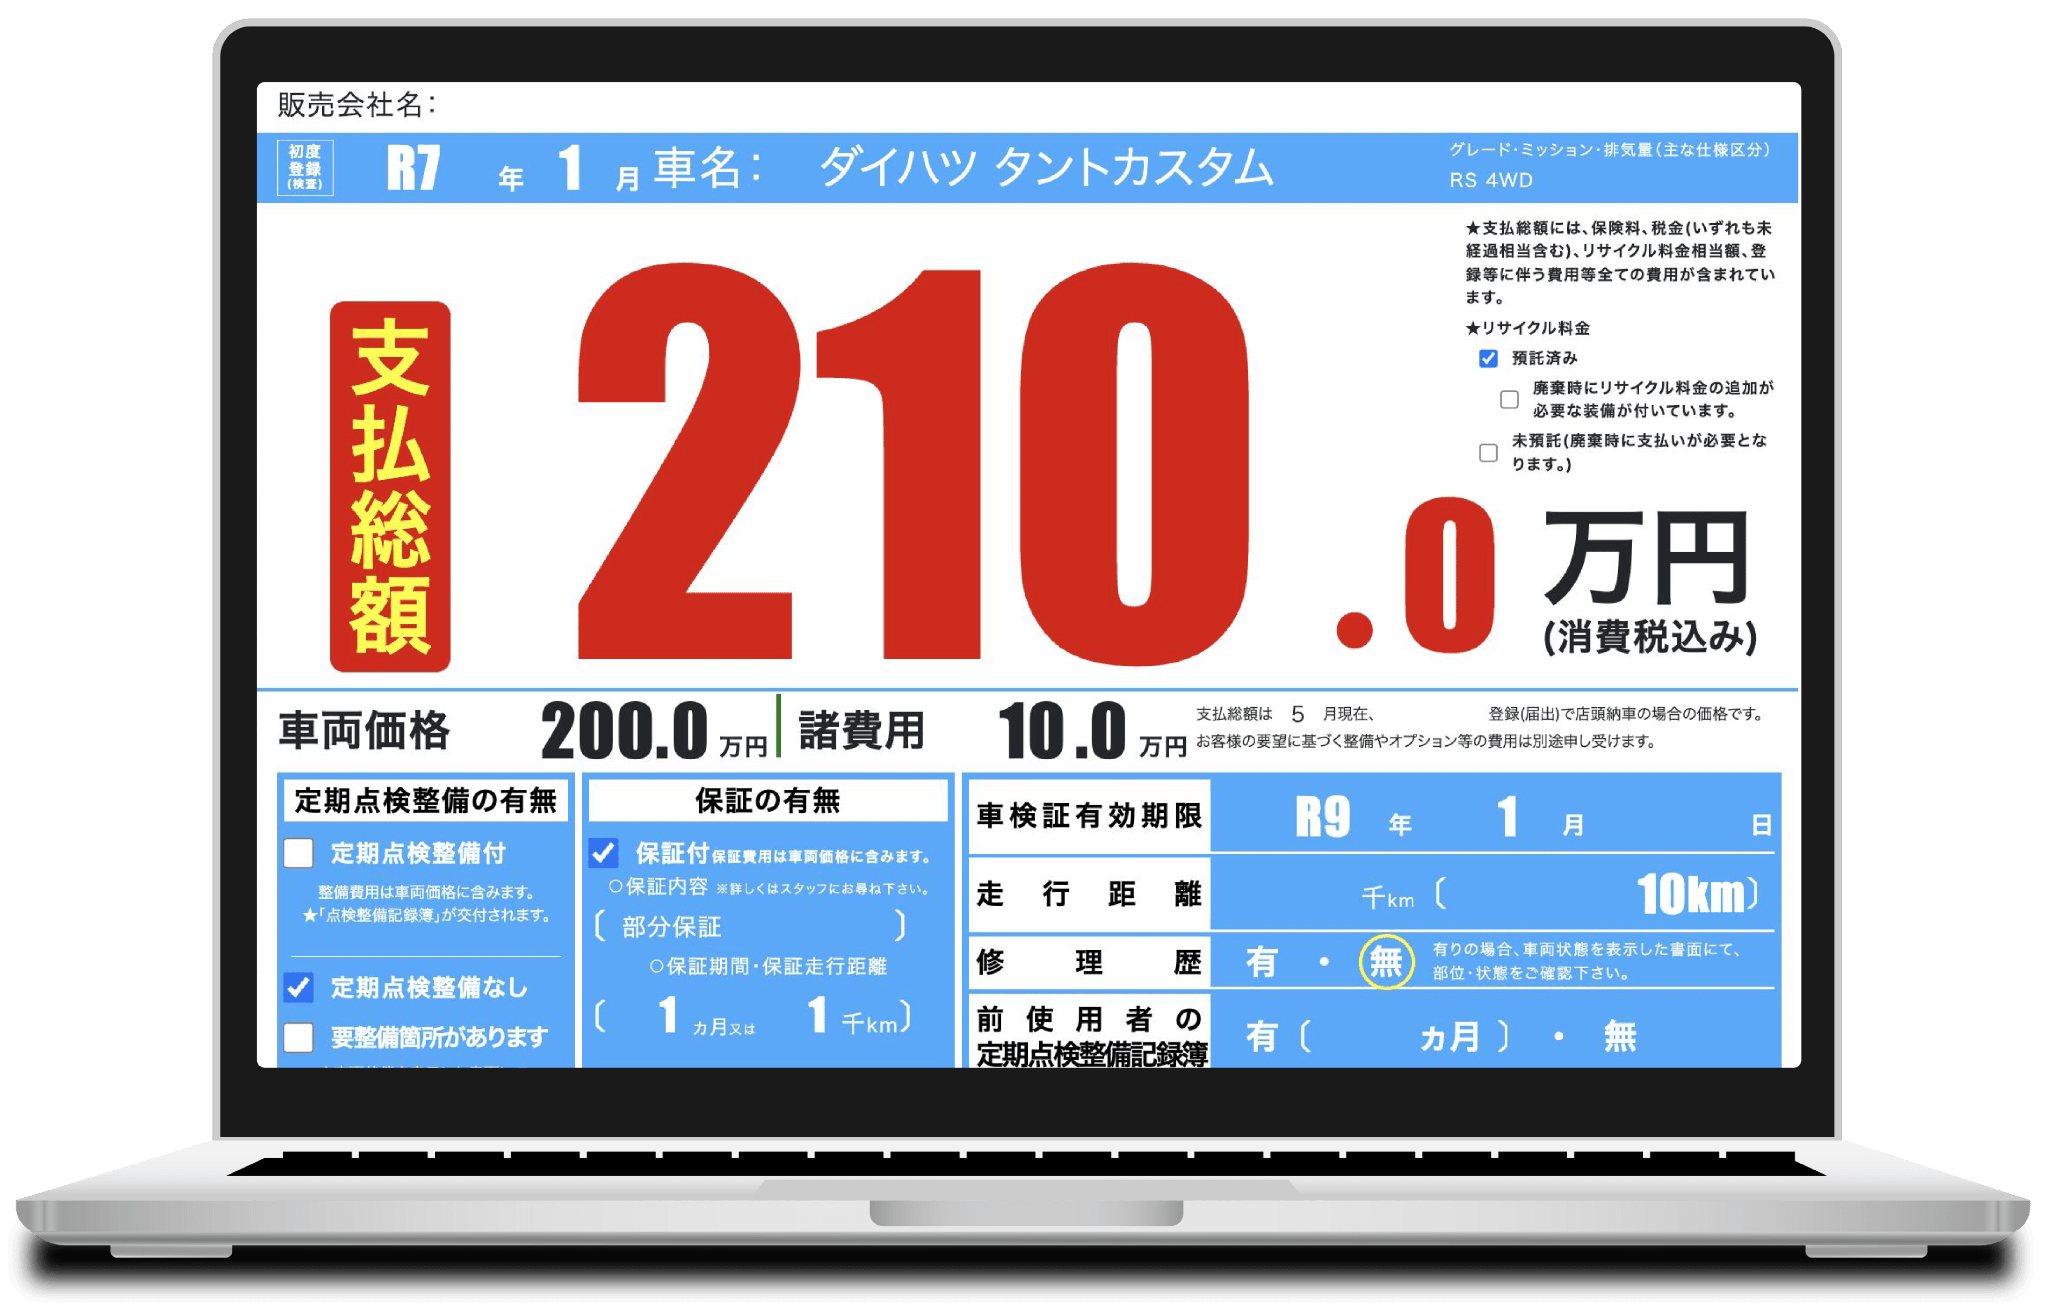 販売会社名：
初度登録(検査) R7 年 1 月 車名： ダイハツ タントカスタム
グレード・ミッション・排気量(主な仕様区分)
RS 4WD
★支払総額には、保険料、税金(いずれも未
経過相当含む)、リサイクル料金相当額、登
録等に伴う費用等全ての費用が含まれてい
ます。
★リサイクル料金
預託済み
廃棄時にリサイクル料金の追加が
必要な装備が付いています。
未預託(廃棄時に支払いが必要とな
ります。)
支払総額
210.0 万円
(消費税込み)
車両価格 200.0 万円 諸費用 10.0 万円
支払総額は 5 月現在、 登録(届出)で店頭納車の場合の価格です。
お客様の要望に基づく整備やオプション等の費用は別途申し受けます。
定期点検整備の有無
定期点検整備付
整備費用は車両価格に含みます。
★「点検整備記録簿」が交付されます。
定期点検整備なし
要整備箇所があります
保証の有無
保証付 保証費用は車両価格に含みます。
○保証内容 ※詳しくはスタッフにお尋ね下さい。
〔 部分保証 〕
○保証期間・保証走行距離
〔 1 カ月又は 1 千km〕
車検証有効期限 R9 年 1 月 日
走行距離 千km〔 10km〕
修理歴 有 ・ 無
有りの場合、車両状態を表示した書面にて、
部位・状態をご確認下さい。
前使用者の
定期点検整備記録簿
有〔 カ月〕 ・ 無